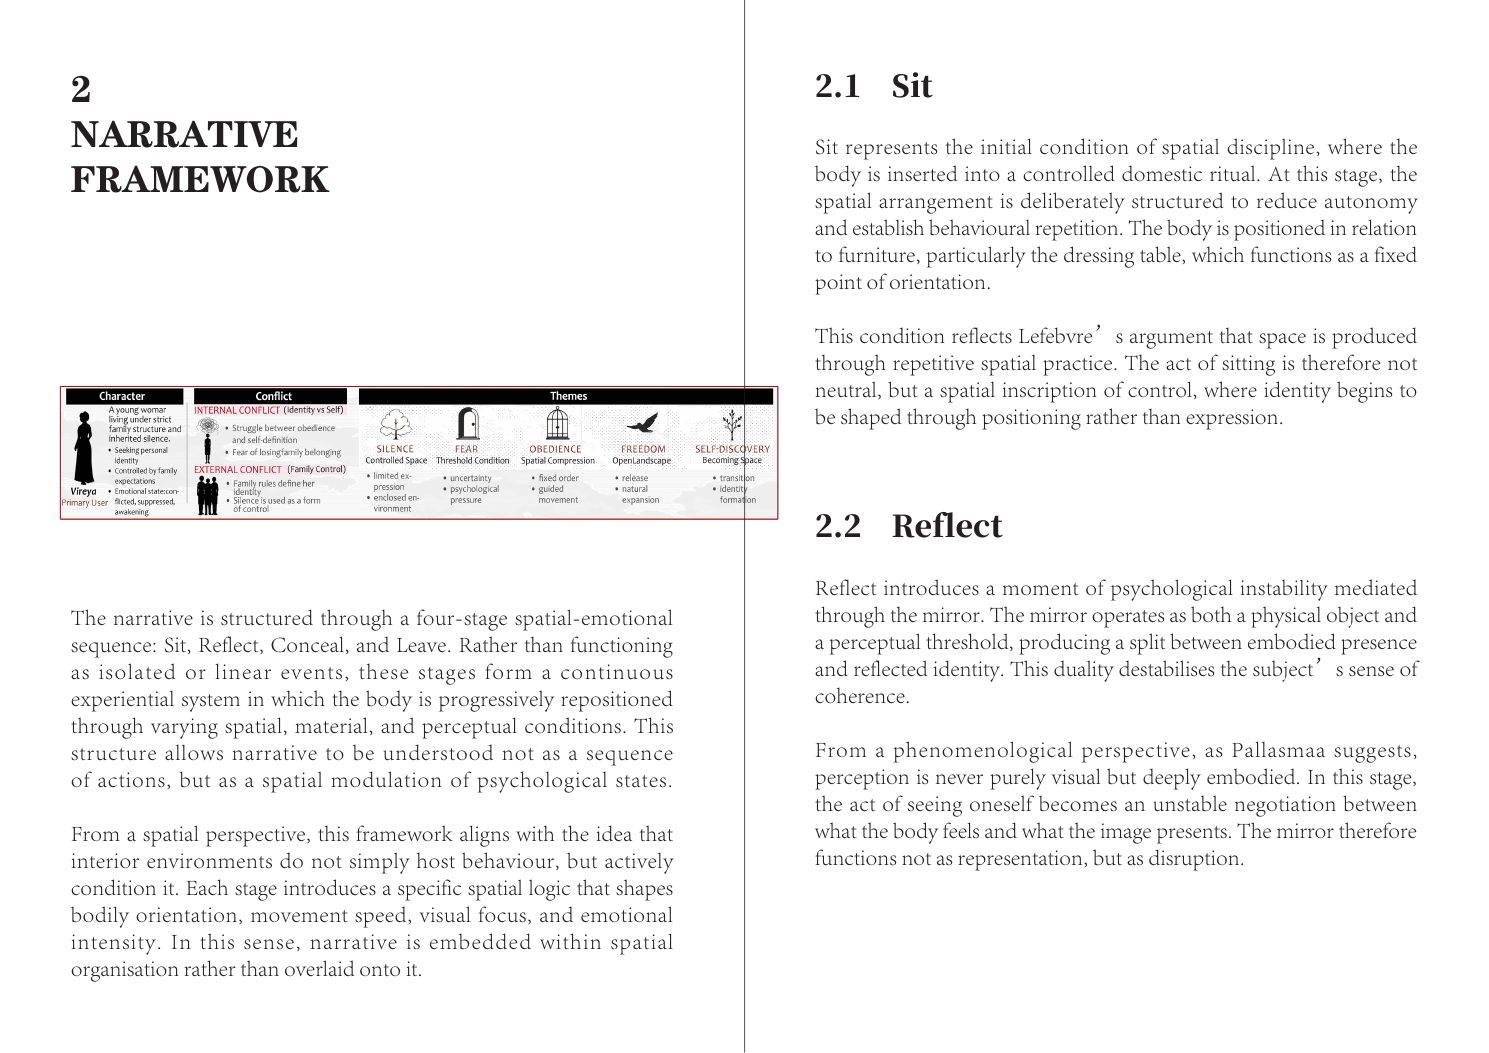 2
NARRATIVE
FRAMEWORK
Character
A young womar
living under strict
family structure and
inherited silence.
• Seeking personal
identity
• Controlled by family
expectations
• Emotional state:con-
flicted, suppressed,
awakening
Vireya
Primary User
Conflict
INTERNAL CONFLICT (Identity vs Self)
• Struggle betweer obedience
and self-definition
• Fear of losingfamily belonging
EXTERNAL CONFLICT (Family Control)
• Family rules define her
identity
• Silence is used as a form
of control
Themes
SILENCE
Controlled Space
• limited ex-
pression
• enclosed en-
vironment
FEAR
Threshold Condition
• uncertainty
• psychological
pressure
OBEDIENCE
Spatial Compression
• fixed order
• guided
movement
FREEDOM
OpenLandscape
• release
• natural
expansion
SELF-DISCOVERY
Becoming Space
• transition
• identity
formation
The narrative is structured through a four-stage spatial-emotional
sequence: Sit, Reflect, Conceal, and Leave. Rather than functioning
as isolated or linear events, these stages form a continuous
experiential system in which the body is progressively repositioned
through varying spatial, material, and perceptual conditions. This
structure allows narrative to be understood not as a sequence
of actions, but as a spatial modulation of psychological states.
From a spatial perspective, this framework aligns with the idea that
interior environments do not simply host behaviour, but actively
condition it. Each stage introduces a specific spatial logic that shapes
bodily orientation, movement speed, visual focus, and emotional
intensity. In this sense, narrative is embedded within spatial
organisation rather than overlaid onto it.
2.1 Sit
Sit represents the initial condition of spatial discipline, where the
body is inserted into a controlled domestic ritual. At this stage, the
spatial arrangement is deliberately structured to reduce autonomy
and establish behavioural repetition. The body is positioned in relation
to furniture, particularly the dressing table, which functions as a fixed
point of orientation.
This condition reflects Lefebvre’s argument that space is produced
through repetitive spatial practice. The act of sitting is therefore not
neutral, but a spatial inscription of control, where identity begins to
be shaped through positioning rather than expression.
2.2 Reflect
Reflect introduces a moment of psychological instability mediated
through the mirror. The mirror operates as both a physical object and
a perceptual threshold, producing a split between embodied presence
and reflected identity. This duality destabilises the subject’s sense of
coherence.
From a phenomenological perspective, as Pallasmaa suggests,
perception is never purely visual but deeply embodied. In this stage,
the act of seeing oneself becomes an unstable negotiation between
what the body feels and what the image presents. The mirror therefore
functions not as representation, but as disruption.